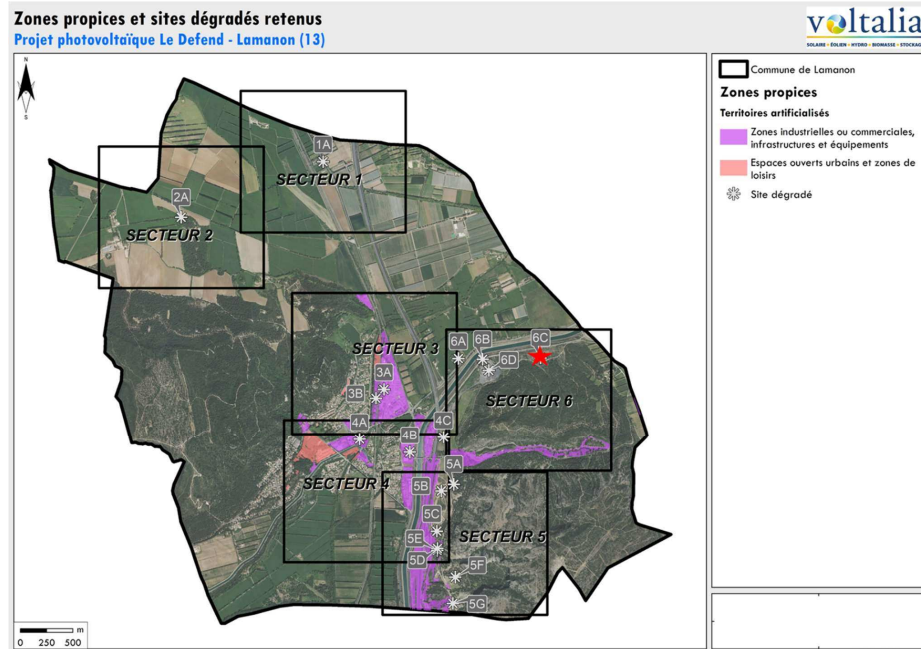 Zones propices et sites dégradés retenus
Projet photovoltaïque Le Defend - Lamanon (13)
voltalia
SOLAIRE • ÉOLIEN • HYDRO • BIOMASSE • STOCKAGE
N
S
Commune de Lamanon
Zones propices
Territoires artificialisés
Zones industrielles ou commerciales,
infrastructures et équipements
Espaces ouverts urbains et zones de
loisirs
Site dégradé
1A
SECTEUR 1
2A
SECTEUR 2
SECTEUR 3
3A
3B
6A
6B
6C
6D
SECTEUR 6
4A
4B
4C
SECTEUR 4
5A
5B
5C
SECTEUR 5
5E
5D
5F
5G
m
0 250 500